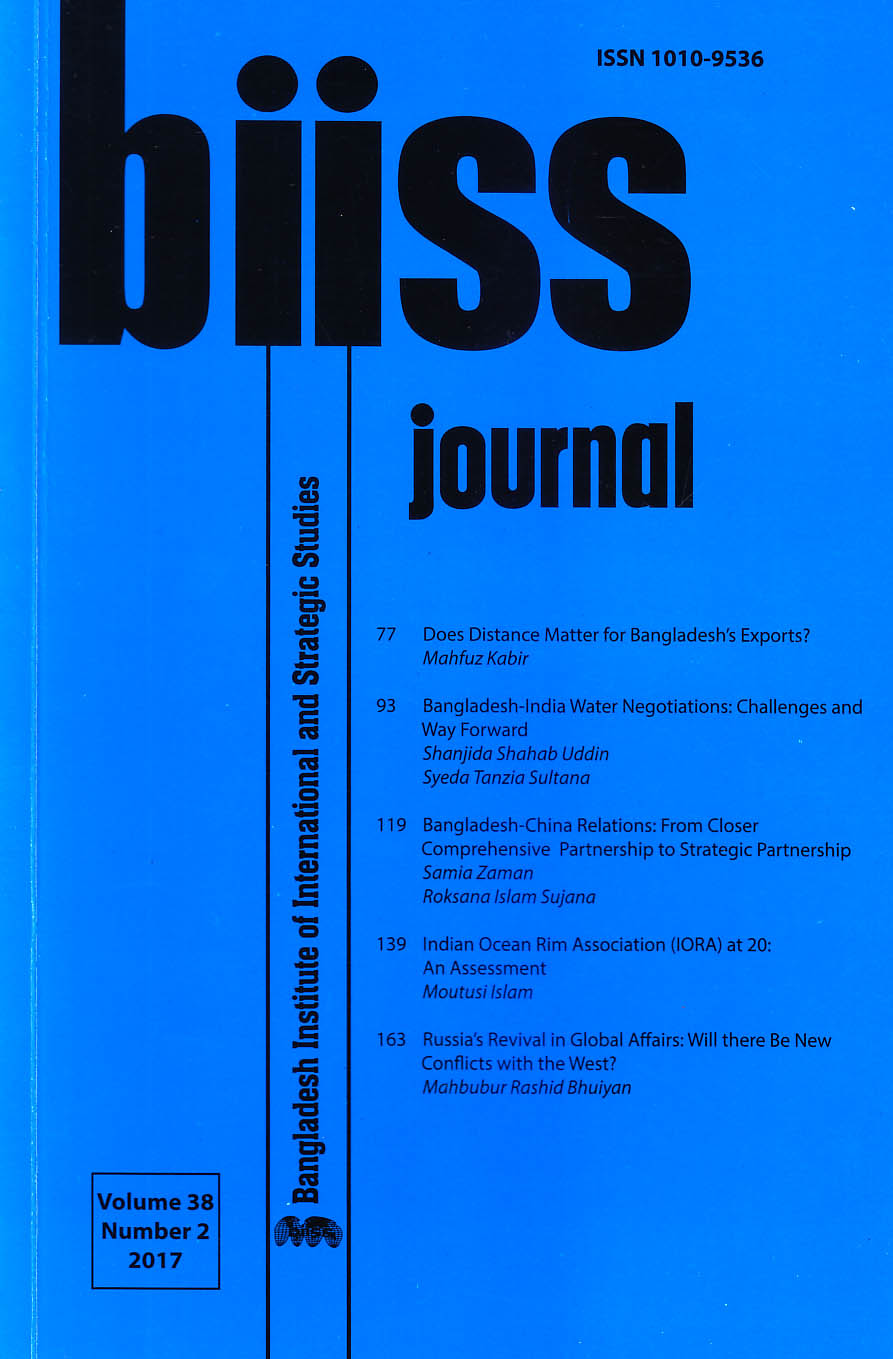 ISSN 1010-9536
biiss
journal
Bangladesh Institute of International and Strategic Studies
77 Does Distance Matter for Bangladesh's Exports?
Mahfuz Kabir
93 Bangladesh-India Water Negotiations: Challenges and
Way Forward
Shanjida Shahab Uddin
Syeda Tanzia Sultana
119 Bangladesh-China Relations: From Closer
Comprehensive Partnership to Strategic Partnership
Samia Zaman
Roksana Islam Sujana
139 Indian Ocean Rim Association (IORA) at 20:
An Assessment
Moutusi Islam
163 Russia's Revival in Global Affairs: Will there Be New
Conflicts with the West?
Mahbubur Rashid Bhuiyan
Volume 38
Number 2
2017
biiss